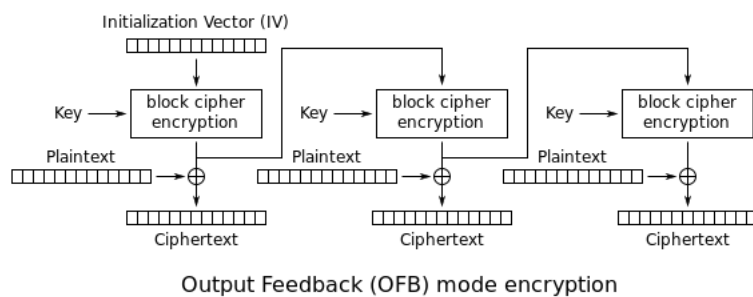 Initialization Vector (IV)
Key
block cipher
encryption
Key
block cipher
encryption
Key
block cipher
encryption
Plaintext
Plaintext
Plaintext
Ciphertext
Ciphertext
Ciphertext
Output Feedback (OFB) mode encryption